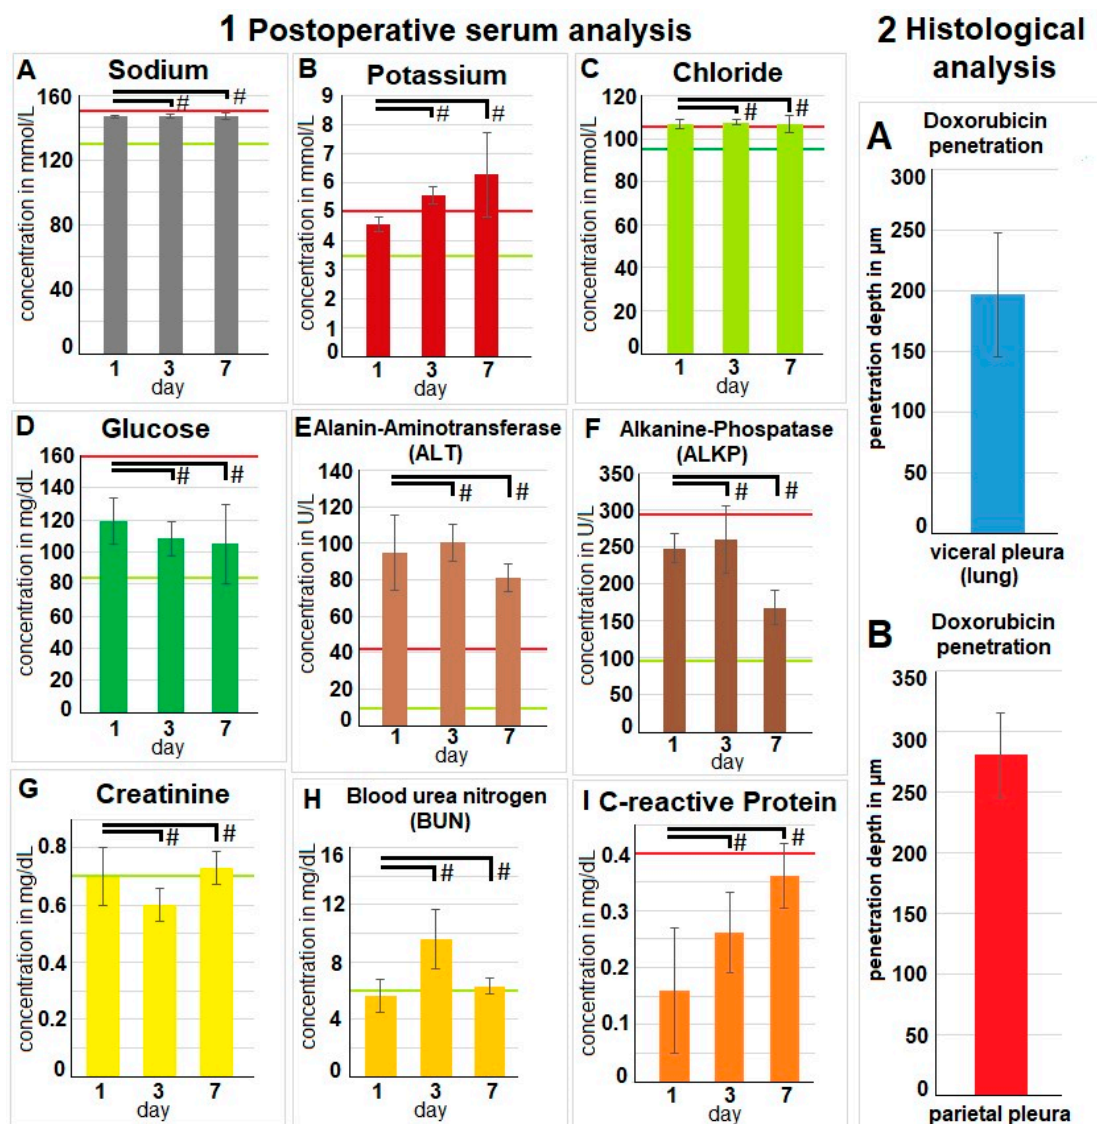 1 Postoperative serum analysis
2 Histological
analysis
A
Sodium
concentration in mmol/L
160
130
80
40
0
#
#
1 3 7
day
B
Potassium
concentration in mmol/L
9
8
7
6
5
4
3
2
1
0
#
#
1 3 7
day
C
Chloride
concentration in mmol/L
120
100
80
60
40
20
0
#
#
1 3 7
day
D
Glucose
concentration in mg/dL
160
140
120
100
80
60
40
20
0
#
#
1 3 7
day
E Alanin-Aminotransferase
(ALT)
concentration in U/L
140
120
100
80
60
40
20
0
#
#
1 3 7
day
F Alkanine-Phospatase
(ALKP)
concentration in U/L
350
300
250
200
150
100
50
0
#
#
1 3 7
day
G
Creatinine
concentration in mg/dL
0.8
0.6
0.4
0.2
0
#
#
1 3 7
day
H Blood urea nitrogen
(BUN)
concentration in mg/dL
16
12
8
4
0
#
#
1 3 7
day
I C-reactive Protein
concentration in mg/dL
0.4
0.3
0.2
0.1
0
#
#
1 3 7
day
A
Doxorubicin
penetration
penetration depth in µm
300
250
200
150
100
50
0
viceral pleura
(lung)
B
Doxorubicin
penetration
penetration depth in µm
350
300
250
200
150
100
50
0
parietal pleura